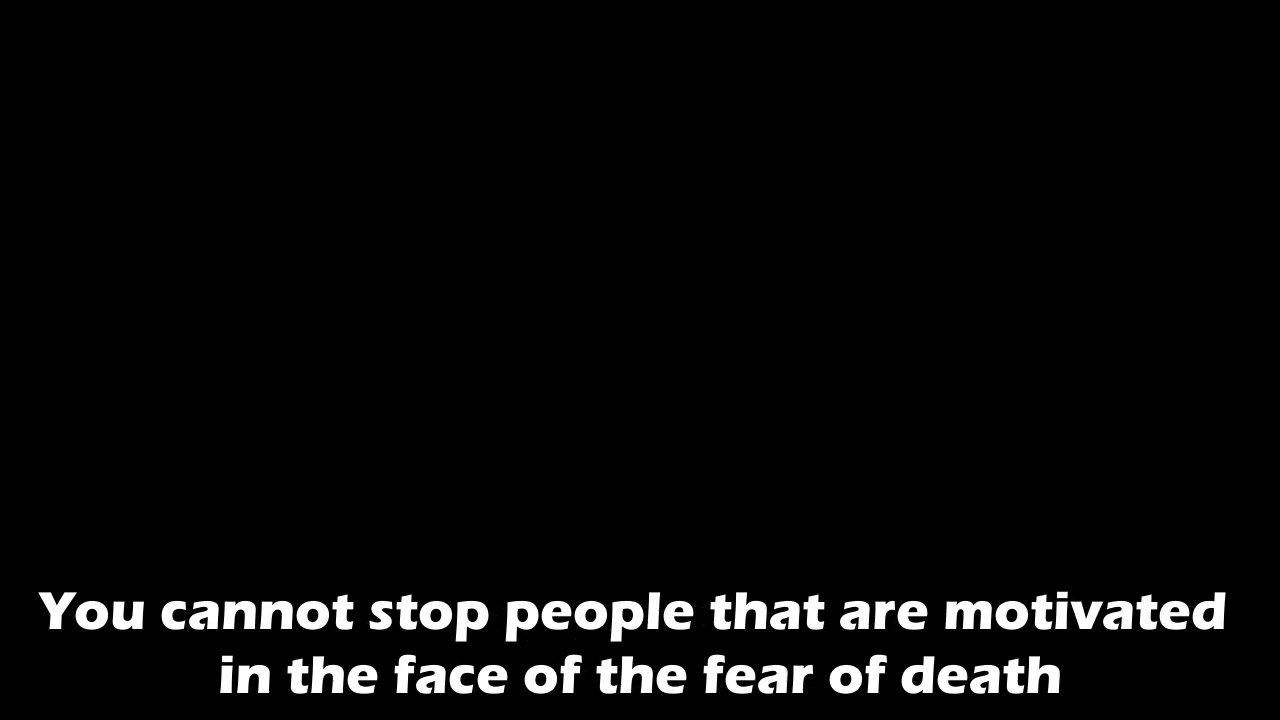 You cannot stop people that are motivated
in the face of the fear of death